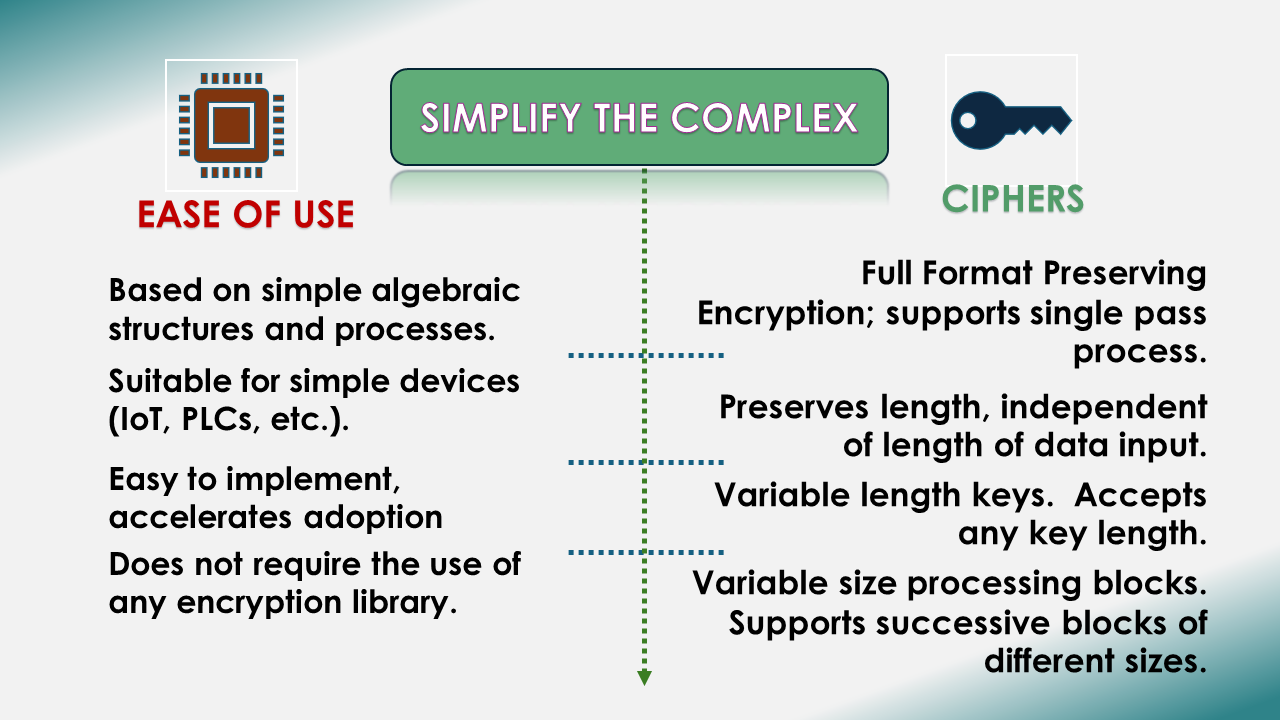 SIMPLIFY THE COMPLEX
EASE OF USE
Based on simple algebraic
structures and processes.
Suitable for simple devices
(IoT, PLCs, etc.).
Easy to implement,
accelerates adoption
Does not require the use of
any encryption library.
CIPHERS
Full Format Preserving
Encryption; supports single pass
process.
Preserves length, independent
of length of data input.
Variable length keys.  Accepts
any key length.
Variable size processing blocks.
Supports successive blocks of
different sizes.